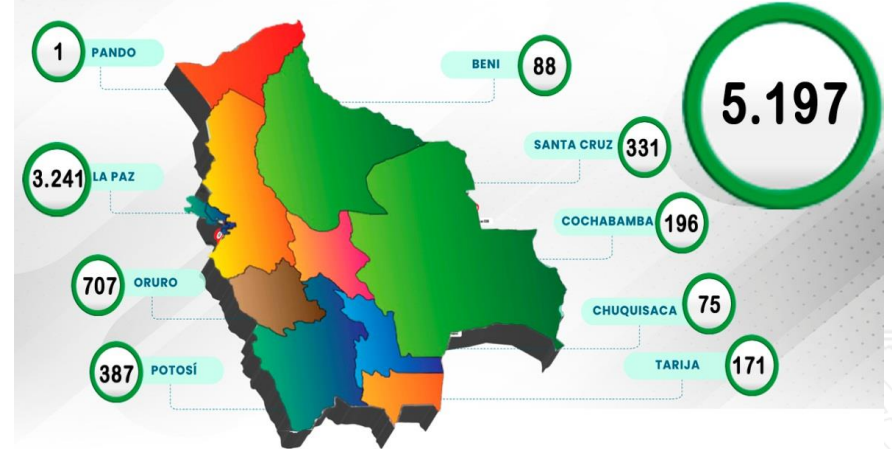 1 PANDO
BENI 88
5.197
SANTA CRUZ 331
3.241 LA PAZ
COCHABAMBA 196
707 ORURO
CHUQUISACA 75
387 POTOSÍ
TARIJA 171